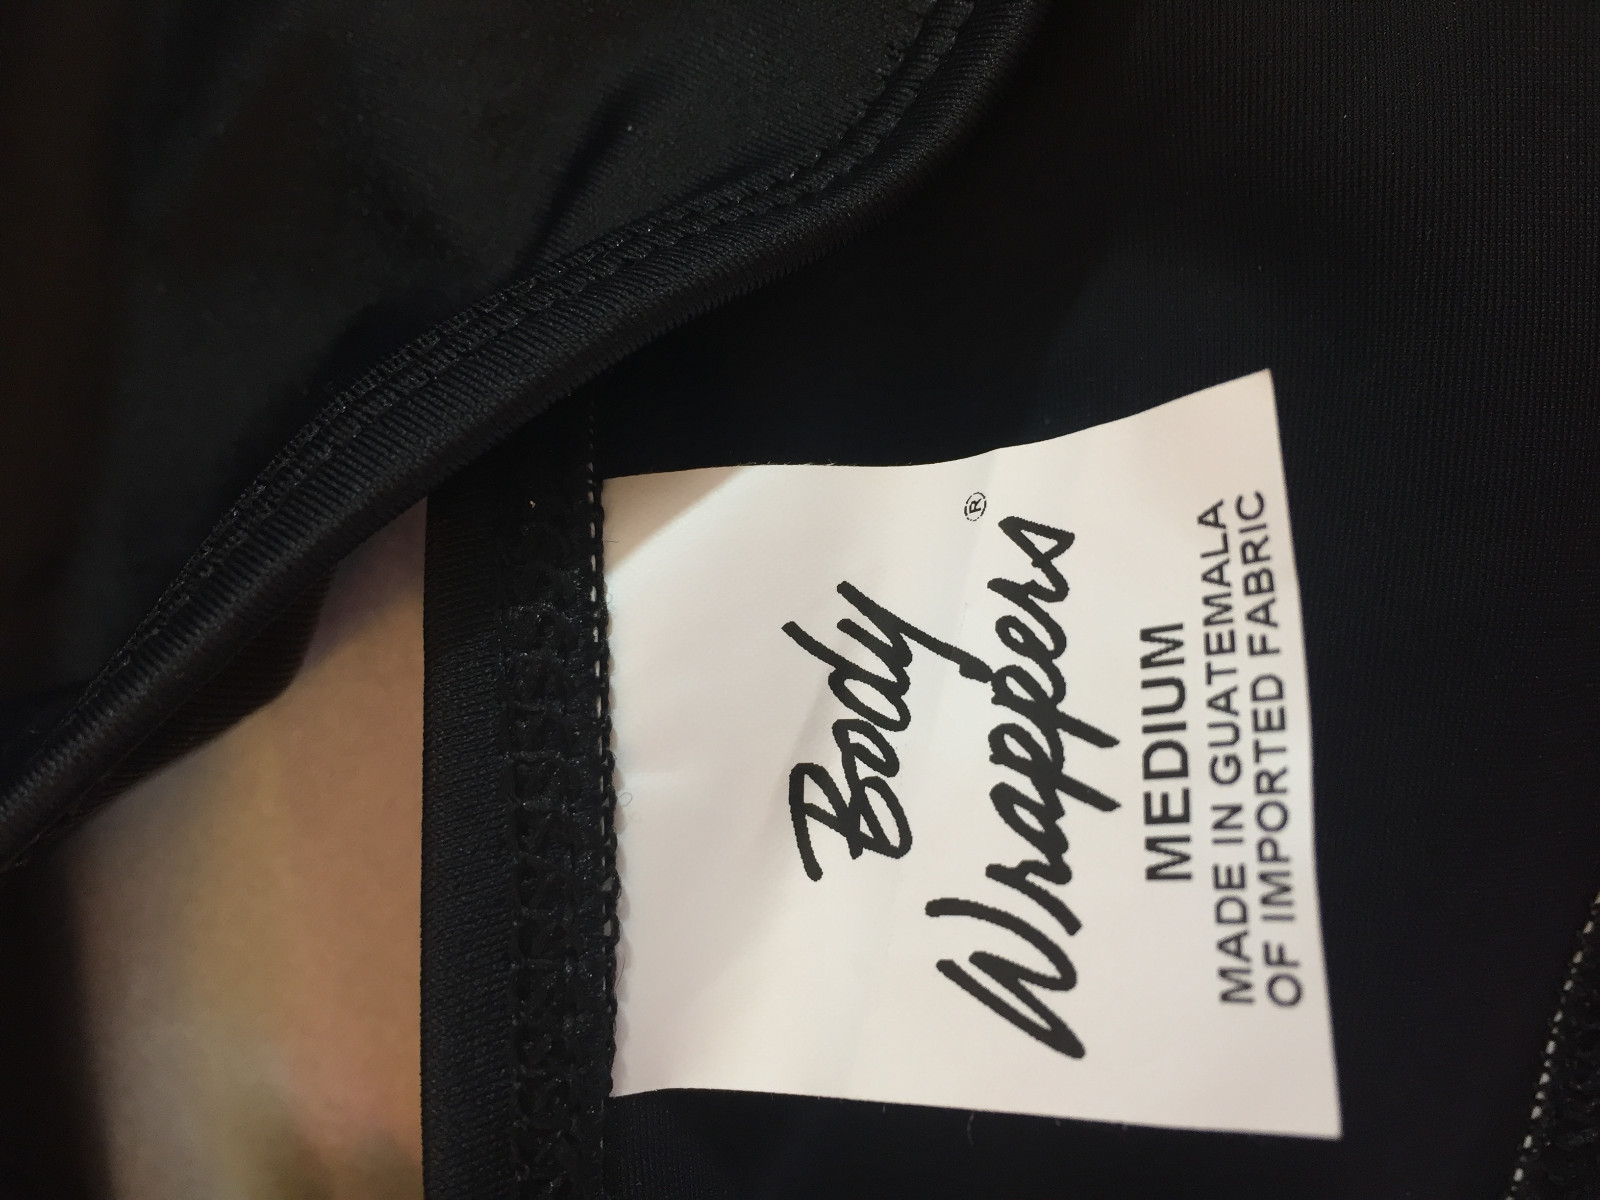 Body
Wrappers®
MEDIUM
MADE IN GUATEMALA
OF IMPORTED FABRIC